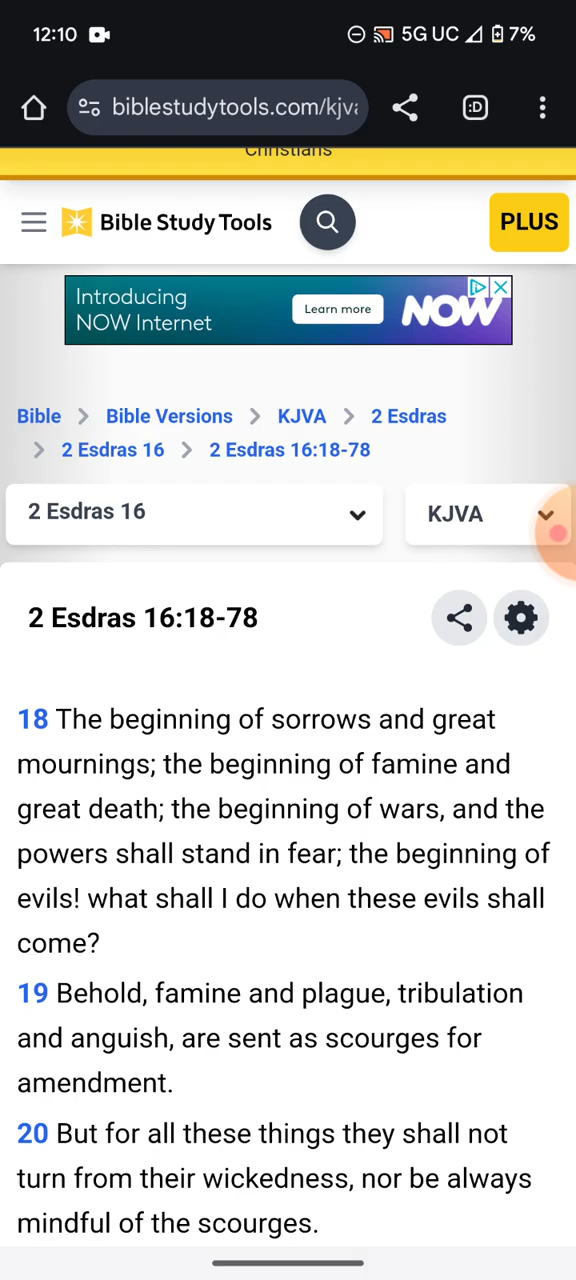 12:10 5G UC 7%
biblestudytools.com/kjva
Christians
Bible Study Tools PLUS
Introducing
NOW Internet
Learn more
NOW
Bible > Bible Versions > KJVA > 2 Esdras
> 2 Esdras 16 > 2 Esdras 16:18-78
2 Esdras 16 KJVA
2 Esdras 16:18-78
18 The beginning of sorrows and great
mournings; the beginning of famine and
great death; the beginning of wars, and the
powers shall stand in fear; the beginning of
evils! what shall I do when these evils shall
come?
19 Behold, famine and plague, tribulation
and anguish, are sent as scourges for
amendment.
20 But for all these things they shall not
turn from their wickedness, nor be always
mindful of the scourges.